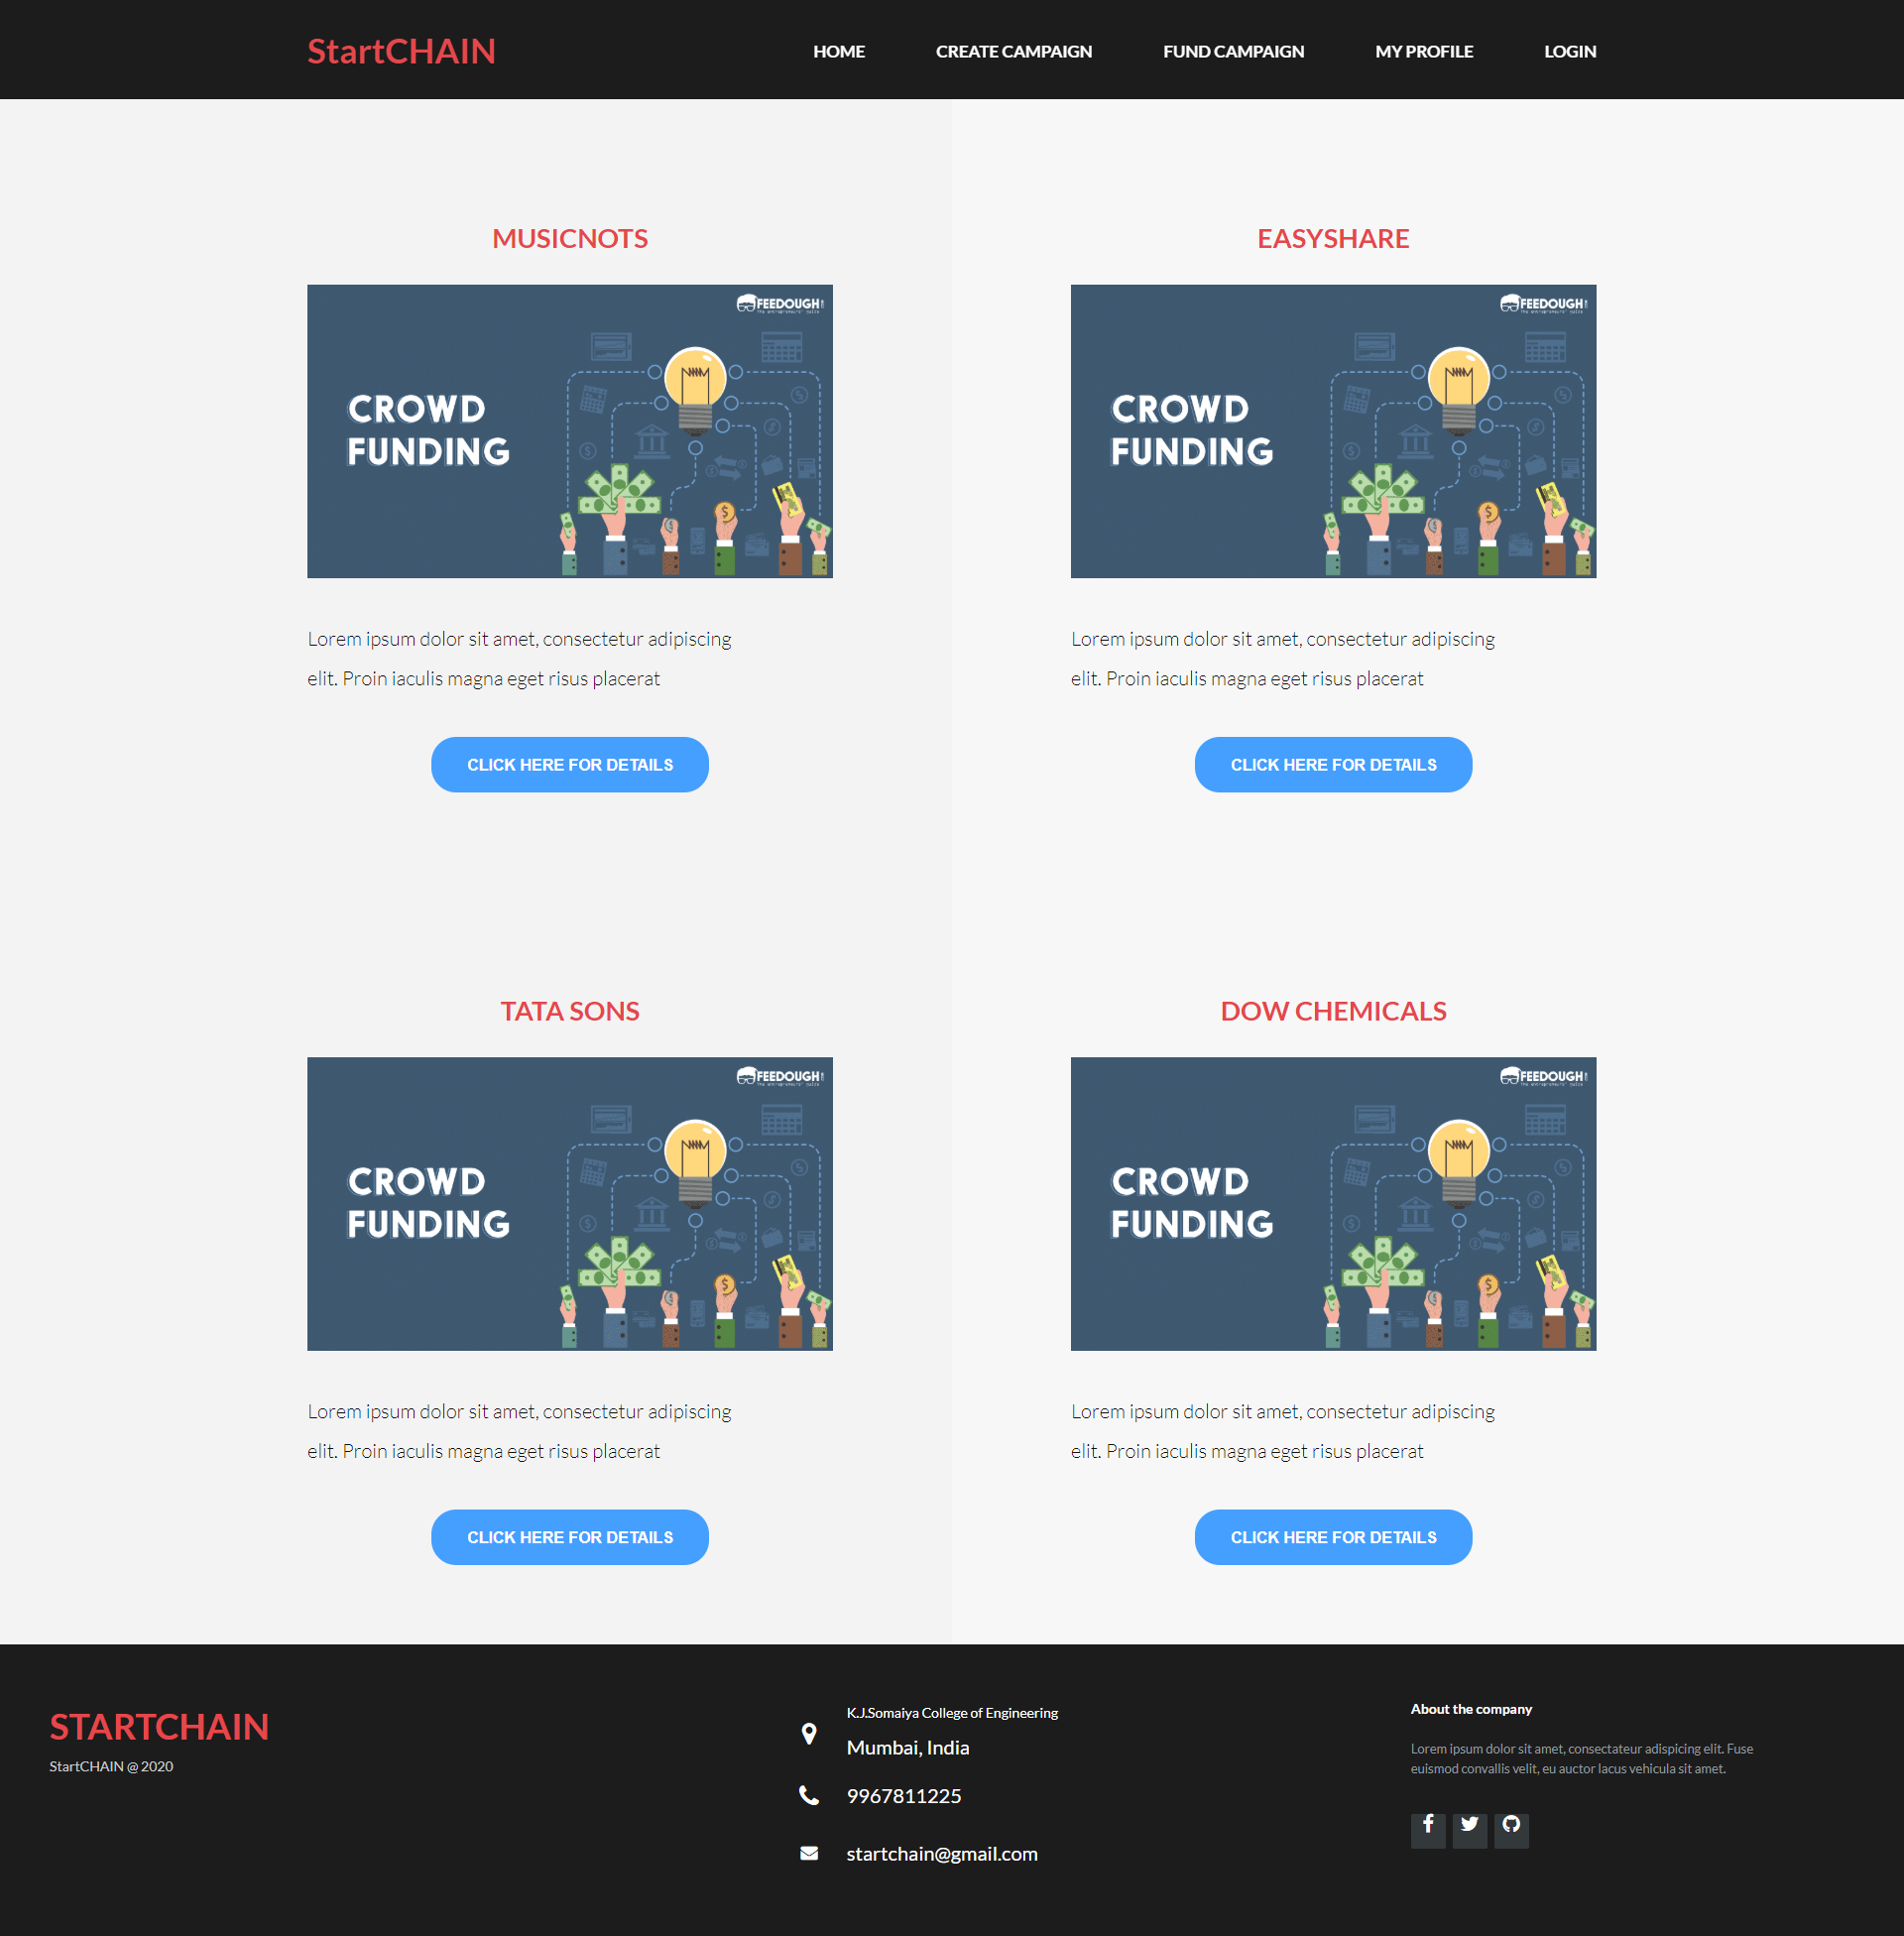 StartCHAIN
HOME
CREATE CAMPAIGN
FUND CAMPAIGN
MY PROFILE
LOGIN
MUSICNOTS
FEEDOUGH
CROWD
FUNDING
Lorem ipsum dolor sit amet, consectetur adipiscing
elit. Proin iaculis magna eget risus placerat
CLICK HERE FOR DETAILS
EASYSHARE
FEEDOUGH
CROWD
FUNDING
Lorem ipsum dolor sit amet, consectetur adipiscing
elit. Proin iaculis magna eget risus placerat
CLICK HERE FOR DETAILS
TATA SONS
FEEDOUGH
CROWD
FUNDING
Lorem ipsum dolor sit amet, consectetur adipiscing
elit. Proin iaculis magna eget risus placerat
CLICK HERE FOR DETAILS
DOW CHEMICALS
FEEDOUGH
CROWD
FUNDING
Lorem ipsum dolor sit amet, consectetur adipiscing
elit. Proin iaculis magna eget risus placerat
CLICK HERE FOR DETAILS
STARTCHAIN
StartCHAIN @ 2020
K.J.Somaiya College of Engineering
Mumbai, India
9967811225
startchain@gmail.com
About the company
Lorem ipsum dolor sit amet, consectateur adispicing elit. Fuse
euismod convallis velit, eu auctor lacus vehicula sit amet.